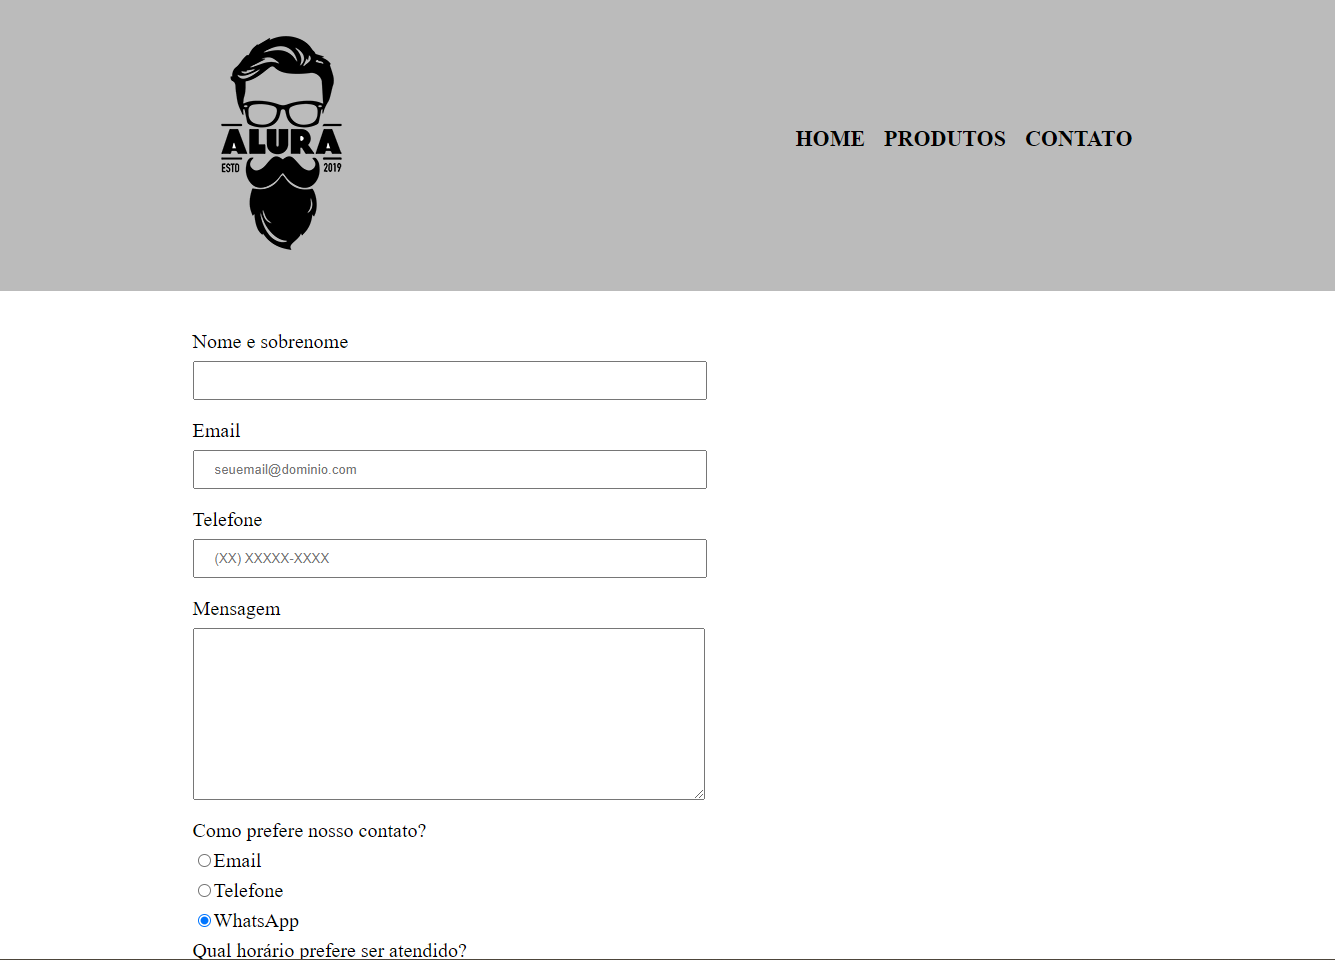 ALURA
ESTD 2019
HOME PRODUTOS CONTATO
Nome e sobrenome
Email
seuemail@dominio.com
Telefone
(XX) XXXXX-XXXX
Mensagem
Como prefere nosso contato?
Email
Telefone
WhatsApp
Qual horário prefere ser atendido?